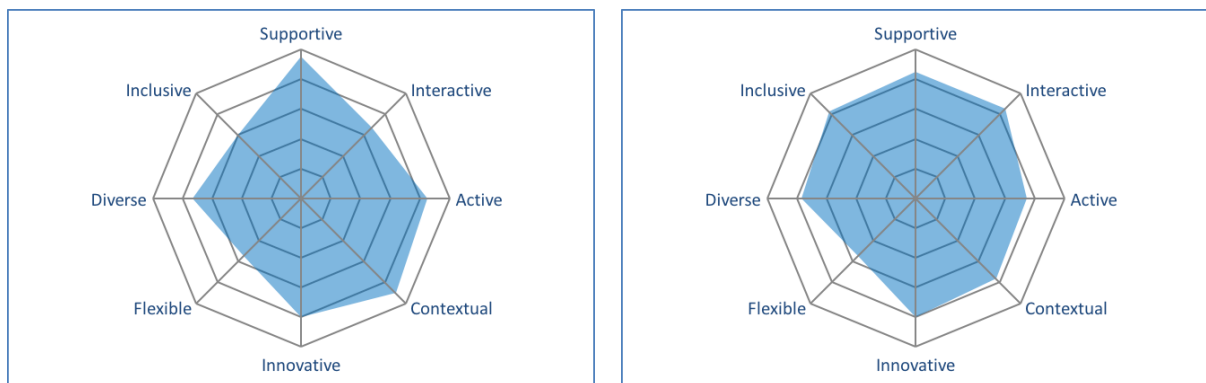 Supportive
Inclusive
Interactive
Diverse
Active
Flexible
Contextual
Innovative
Supportive
Inclusive
Interactive
Diverse
Active
Flexible
Contextual
Innovative